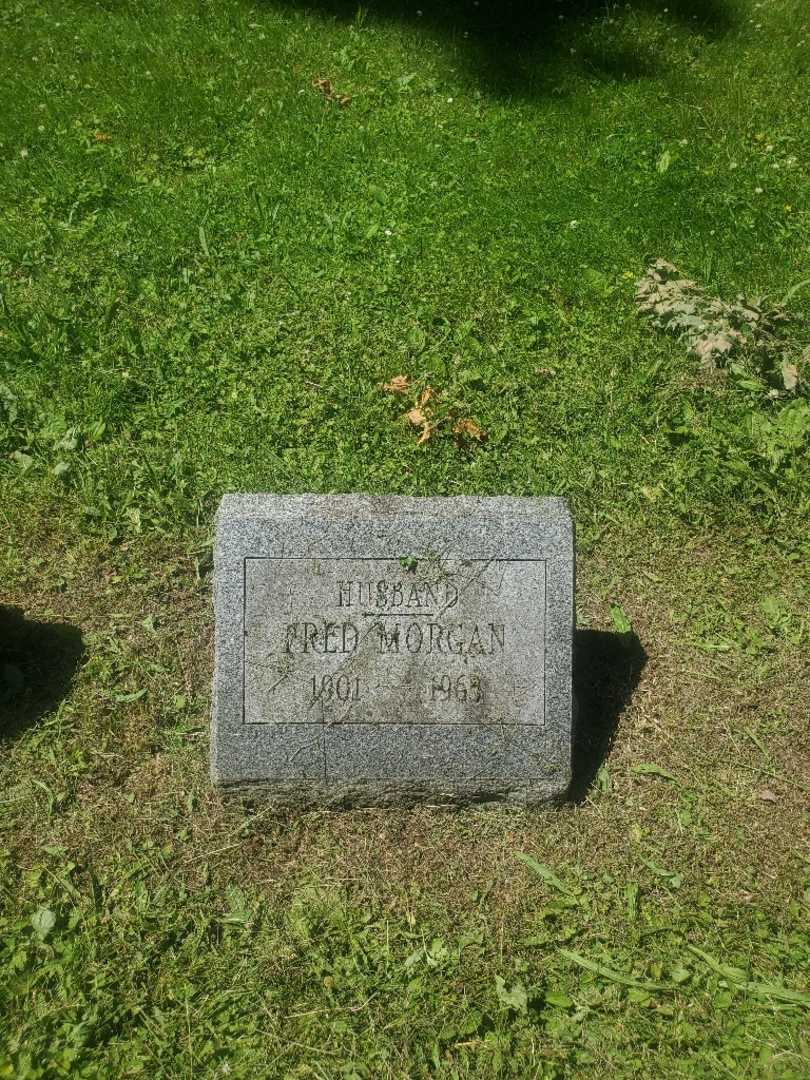 HUSBAND
FRED MORGAN
1901 1963